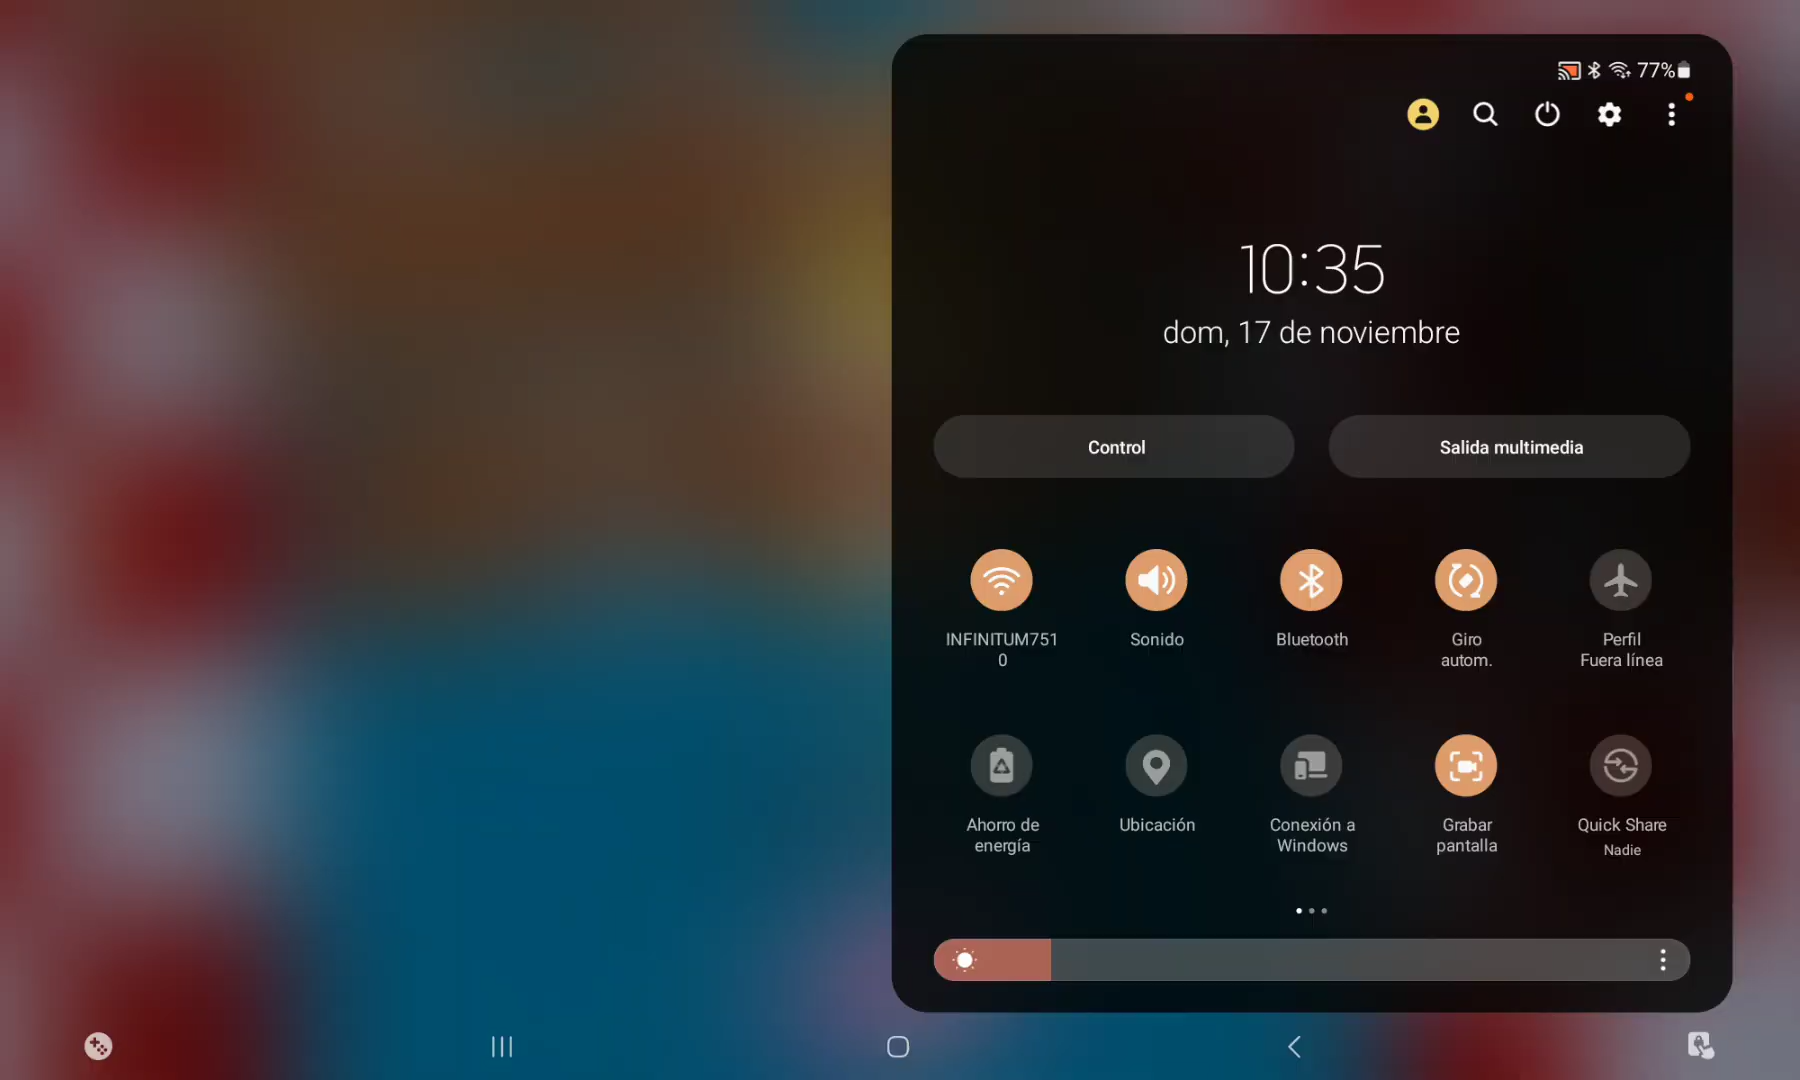 77%
10:35
dom, 17 de noviembre
Control
Salida multimedia
INFINITUM751
0
Sonido
Bluetooth
Giro
autom.
Perfil
Fuera línea
Ahorro de
energía
Ubicación
Conexión a
Windows
Grabar
pantalla
Quick Share
Nadie